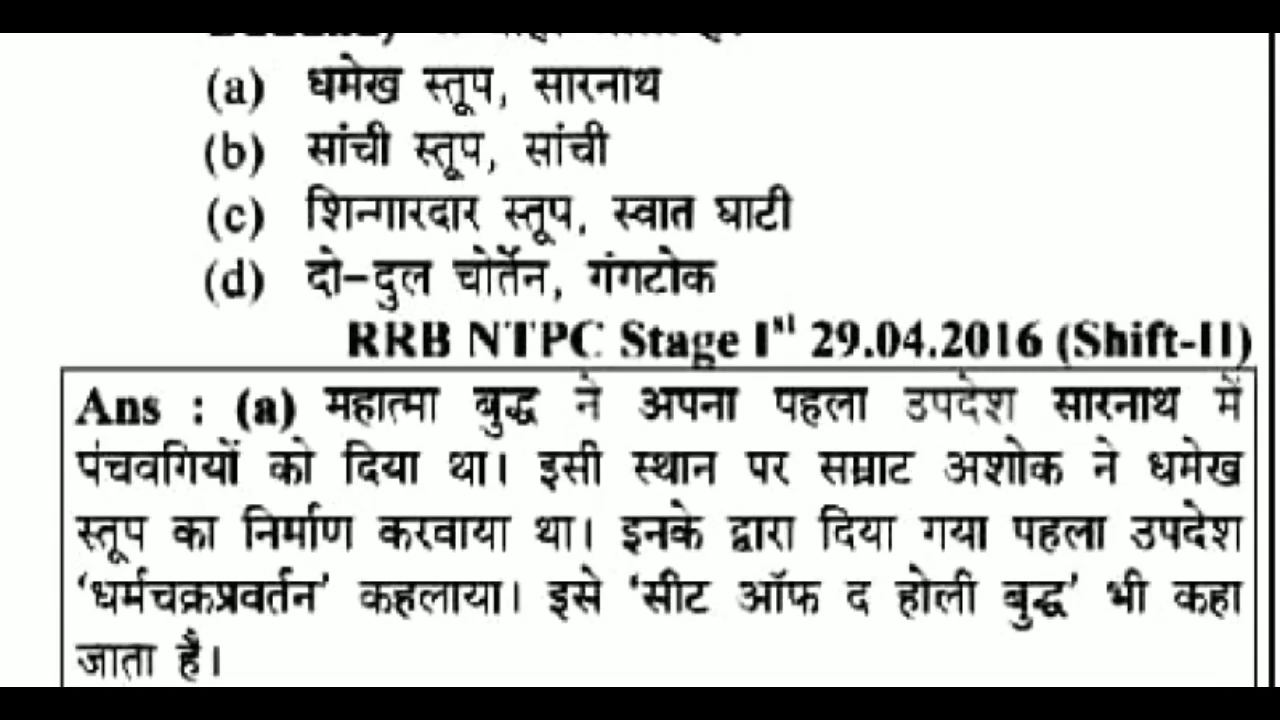 (a) धमेख स्तूप, सारनाथ
(b) सांची स्तूप, सांची
(c) शिन्गारदार स्तूप, स्वात घाटी
(d) दो-दुल चोर्तेन, गंगटोक
RRB NTPC Stage Ist 29.04.2016 (Shift-II)
Ans : (a) महात्मा बुद्ध ने अपना पहला उपदेश सारनाथ में
पंचवगियों को दिया था। इसी स्थान पर सम्राट अशोक ने धमेख
स्तूप का निर्माण करवाया था। इनके द्वारा दिया गया पहला उपदेश
‘धर्मचक्रप्रवर्तन’ कहलाया। इसे ‘सीट ऑफ द होली बुद्ध’ भी कहा
जाता है।